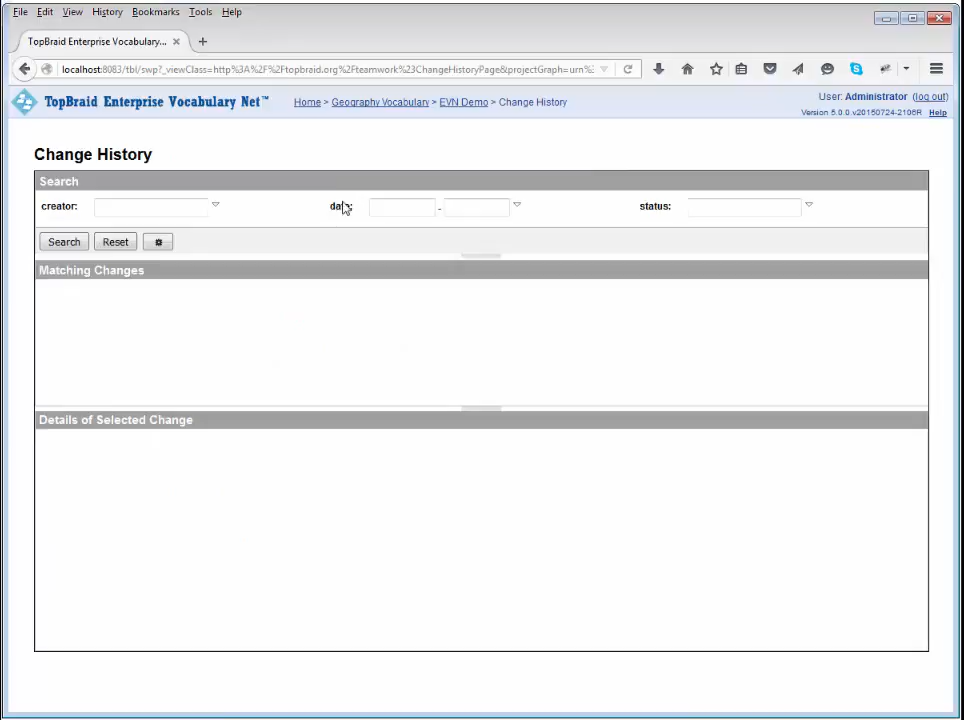 File Edit View History Bookmarks Tools Help
TopBraid Enterprise Vocabulary... × +
localhost:8083/tbl/swp?_viewClass=http%3A%2F%2Ftopbraid.org%2Fteamwork%23ChangeHistoryPage&projectGraph=urn%:
TopBraid Enterprise Vocabulary Net™ Home > Geography Vocabulary > EVN Demo > Change History User: Administrator (log out)
Version 5.0.0.v20150724-2106R Help
Change History
Search
creator: - status:
Search Reset
Matching Changes
Details of Selected Change